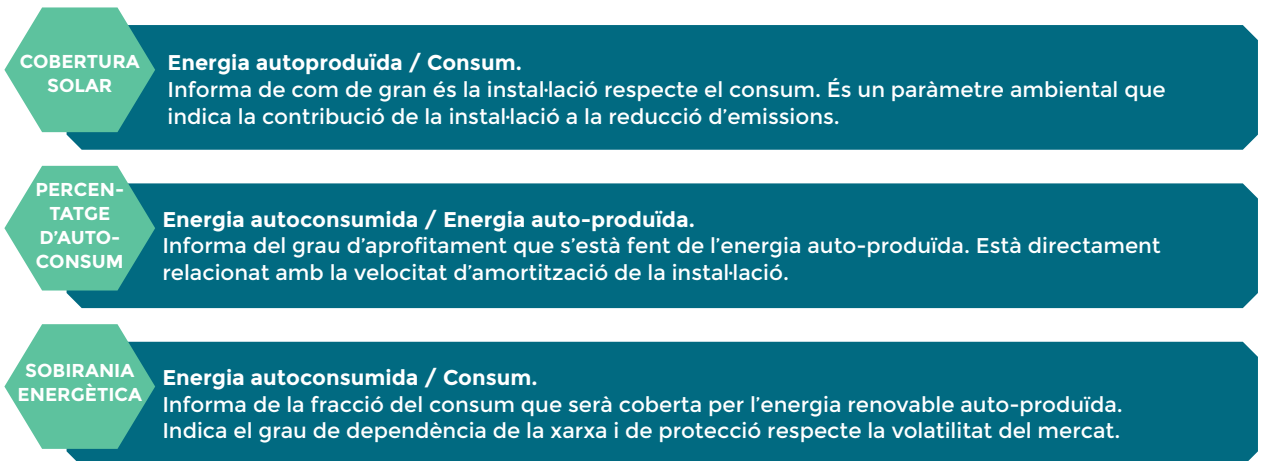 COBERTURA
SOLAR
Energia autoproduïda / Consum.
Informa de com de gran és la instal·lació respecte el consum. És un paràmetre ambiental que
indica la contribució de la instal·lació a la reducció d’emissions.
PERCEN-
TATGE
D’AUTO-
CONSUM
Energia autoconsumida / Energia auto-produïda.
Informa del grau d’aprofitament que s’està fent de l’energia auto-produïda. Està directament
relacionat amb la velocitat d’amortització de la instal·lació.
SOBIRANIA
ENERGÈTICA
Energia autoconsumida / Consum.
Informa de la fracció del consum que serà coberta per l’energia renovable auto-produïda.
Indica el grau de dependència de la xarxa i de protecció respecte la volatilitat del mercat.